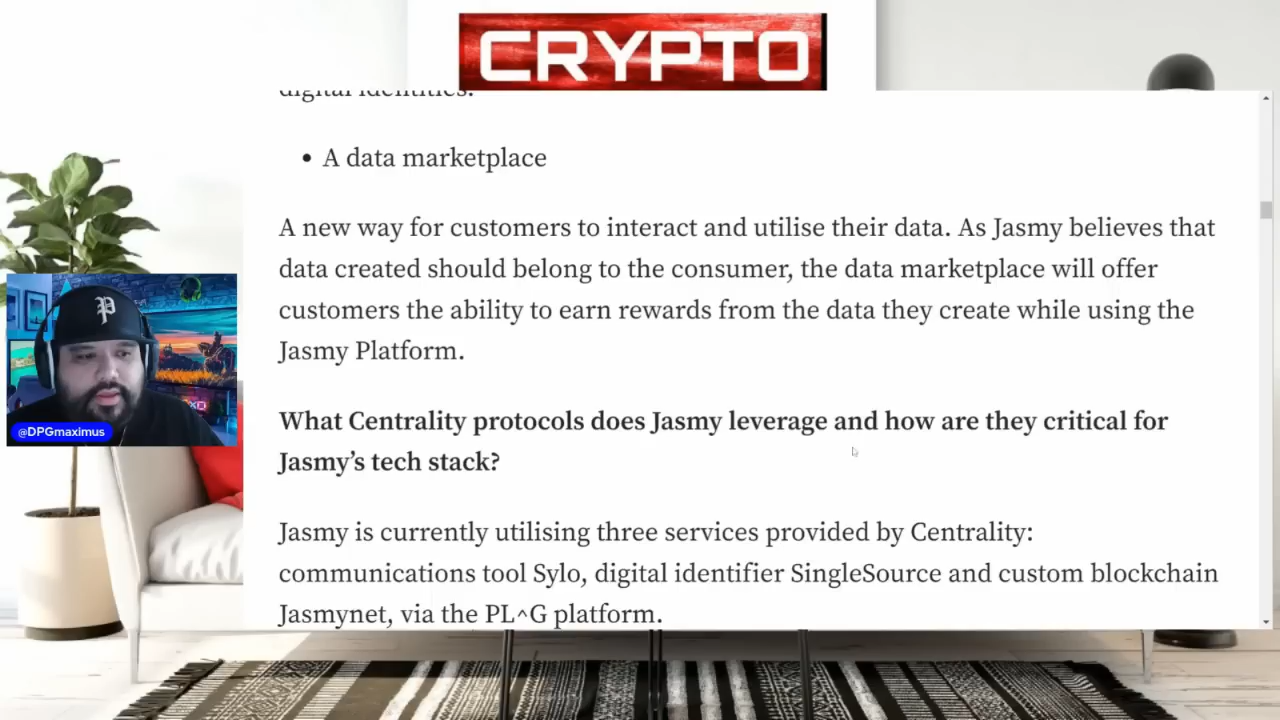 CRYPTO
digital identities.
• A data marketplace
A new way for customers to interact and utilise their data. As Jasmy believes that
data created should belong to the consumer, the data marketplace will offer
customers the ability to earn rewards from the data they create while using the
Jasmy Platform.
@DPGmaximus
What Centrality protocols does Jasmy leverage and how are they critical for
Jasmy’s tech stack?
Jasmy is currently utilising three services provided by Centrality:
communications tool Sylo, digital identifier SingleSource and custom blockchain
Jasmynet, via the PL^G platform.